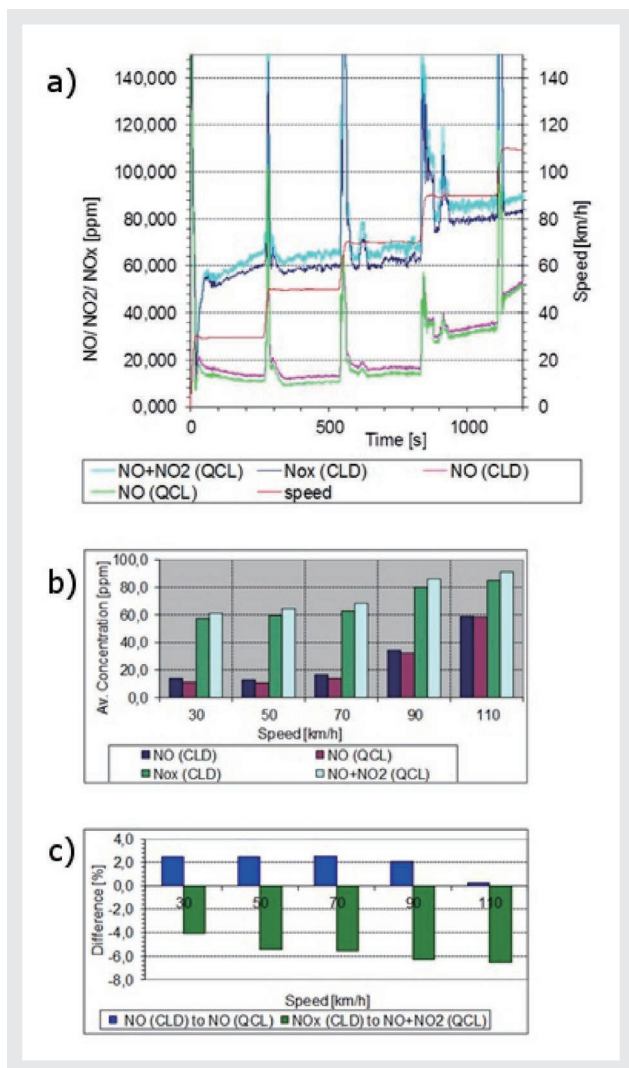 a)
NO/ NO2/ NOx [ppm]
140,000
120,000
100,000
80,000
60,000
40,000
20,000
0,000
140
120
100
80
60
40
20
0
Speed [km/h]
0
500
1000
Time [s]
NO+NO2 (QCL)
Nox (CLD)
NO (CLD)
NO (QCL)
speed
b)
Av. Concentration [ppm]
100,0
80,0
60,0
40,0
20,0
0,0
30
50
70
90
110
Speed [km/h]
NO (CLD)
NO (QCL)
Nox (CLD)
NO+NO2 (QCL)
c)
Difference [%]
4,0
2,0
0,0
-2,0
-4,0
-6,0
-8,0
30
50
70
90
110
Speed [km/h]
NO (CLD) to NO (QCL)
NOx (CLD) to NO+NO2 (QCL)